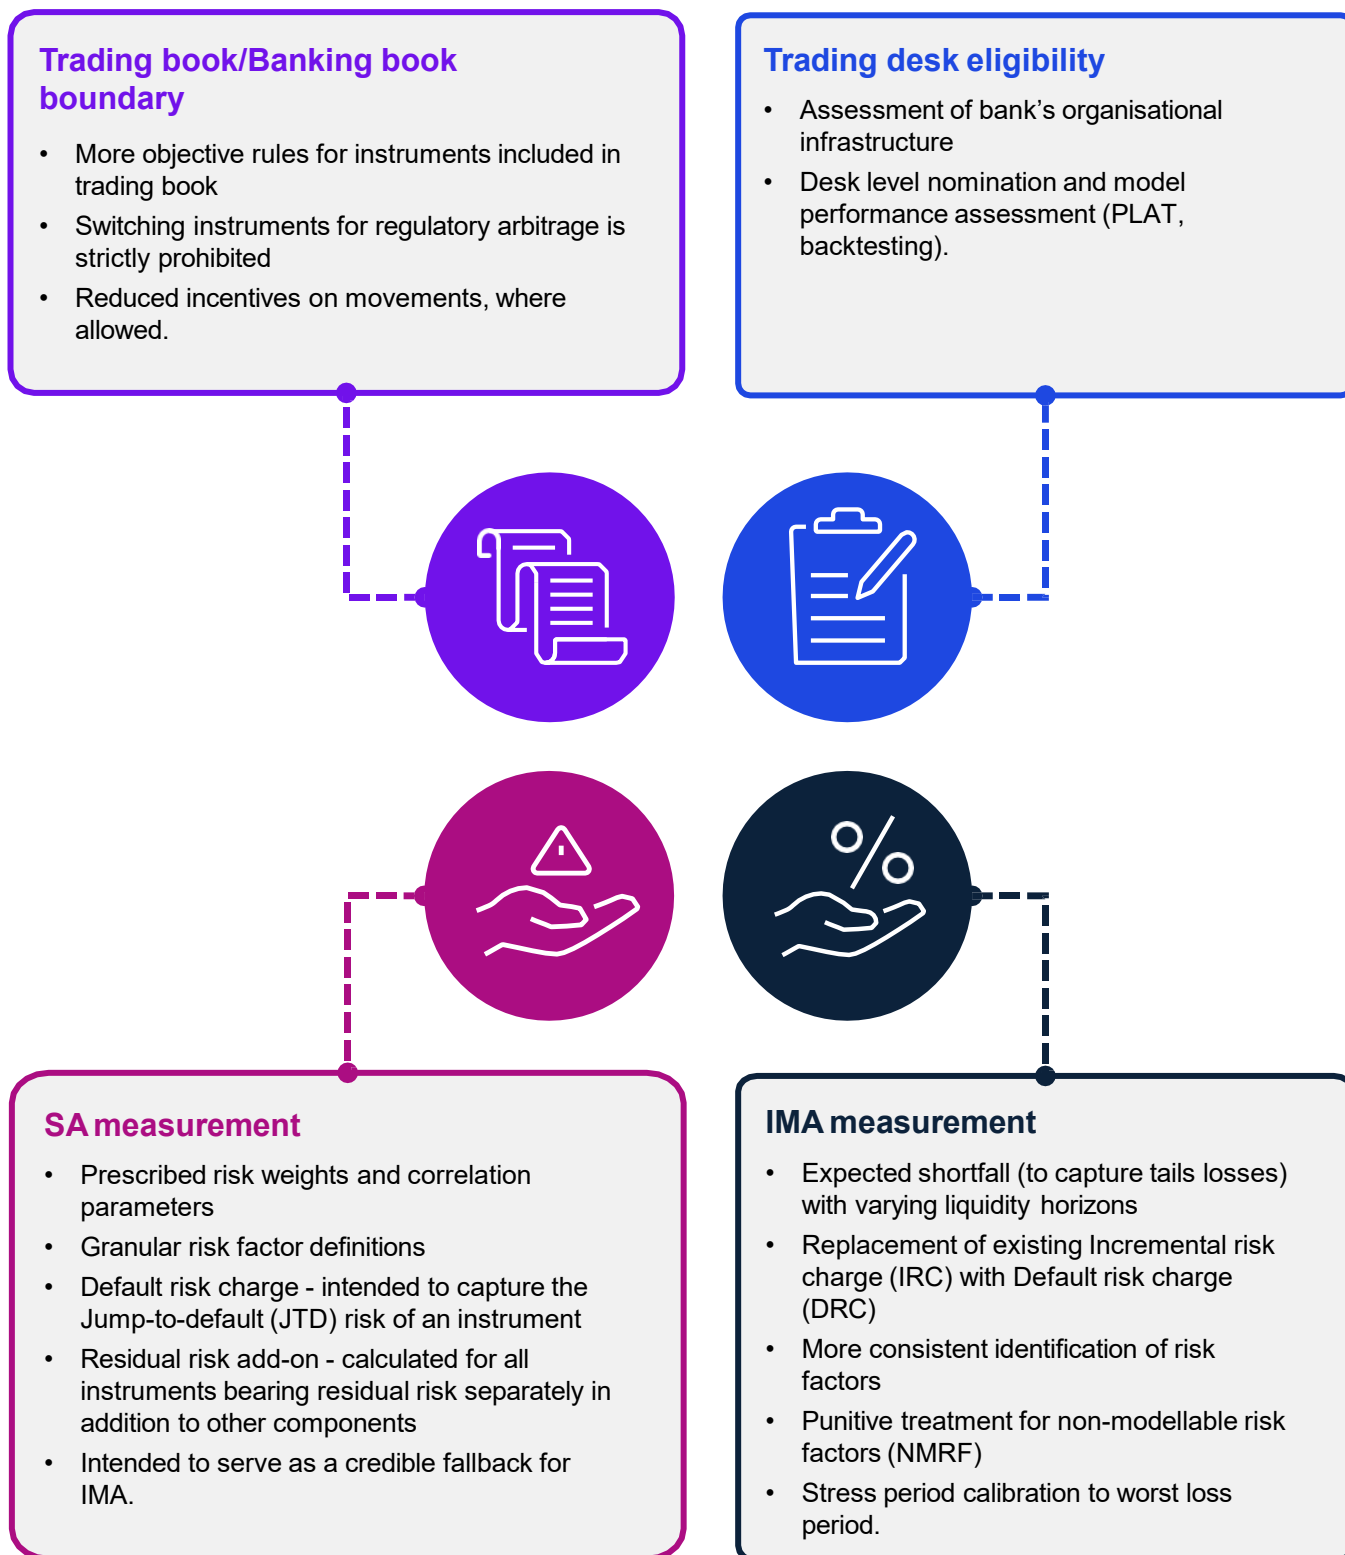 Trading book/Banking book
boundary
• More objective rules for instruments included in
trading book
• Switching instruments for regulatory arbitrage is
strictly prohibited
• Reduced incentives on movements, where
allowed.
Trading desk eligibility
• Assessment of bank’s organisational
infrastructure
• Desk level nomination and model
performance assessment (PLAT,
backtesting).
SA measurement
• Prescribed risk weights and correlation
parameters
• Granular risk factor definitions
• Default risk charge - intended to capture the
Jump-to-default (JTD) risk of an instrument
• Residual risk add-on - calculated for all
instruments bearing residual risk separately in
addition to other components
• Intended to serve as a credible fallback for
IMA.
IMA measurement
• Expected shortfall (to capture tails losses)
with varying liquidity horizons
• Replacement of existing Incremental risk
charge (IRC) with Default risk charge
(DRC)
• More consistent identification of risk
factors
• Punitive treatment for non-modellable risk
factors (NMRF)
• Stress period calibration to worst loss
period.